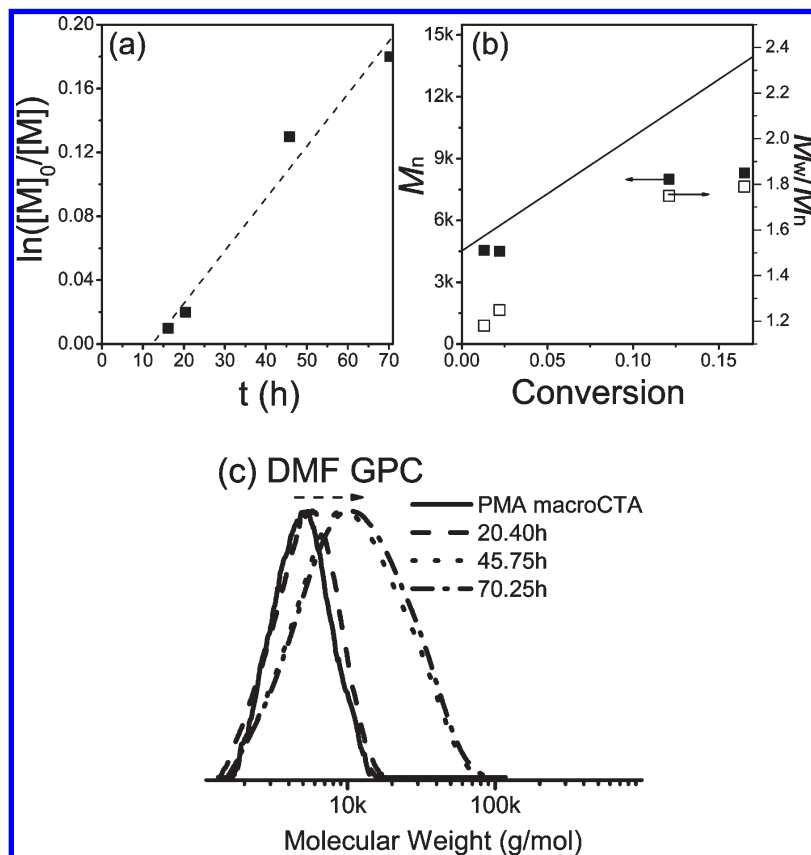 (a)
ln([M]0/[M])
0.20
0.16
0.12
0.08
0.04
0.00
0 10 20 30 40 50 60 70
t (h)
(b)
Mn
15k
12k
9k
6k
3k
0
0.00 0.05 0.10 0.15
Conversion
2.4
2.2
2.0
1.8
1.6
1.4
1.2
Mw/Mn
(c) DMF GPC
PMA macroCTA
20.40h
45.75h
70.25h
10k 100k
Molecular Weight (g/mol)